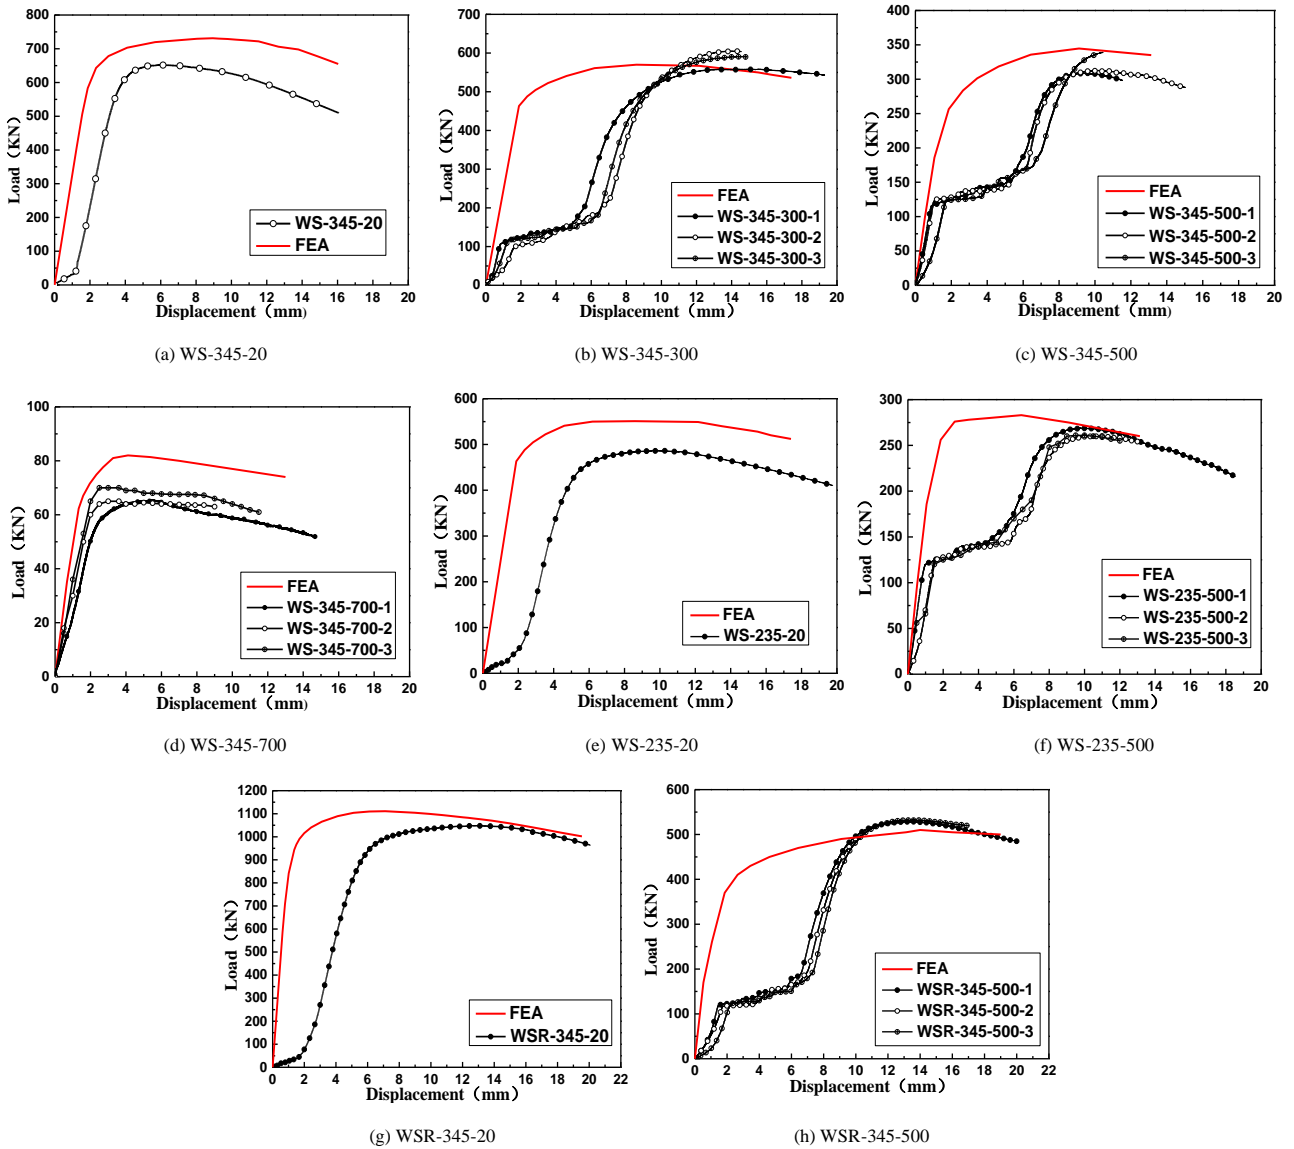 800
700
600
500
400
300
200
100
0
Load（KN）
WS-345-20
FEA
0 2 4 6 8 10 12 14 16 18 20
Displacement（mm）
(a) WS-345-20
700
600
500
400
300
200
100
0
Load（KN）
FEA
WS-345-300-1
WS-345-300-2
WS-345-300-3
0 2 4 6 8 10 12 14 16 18 20
Displacement（mm）
(b) WS-345-300
400
350
300
250
200
150
100
50
0
Load（KN）
FEA
WS-345-500-1
WS-345-500-2
WS-345-500-3
0 2 4 6 8 10 12 14 16 18 20
Displacement（mm）
(c) WS-345-500
100
80
60
40
20
0
Load（KN）
FEA
WS-345-700-1
WS-345-700-2
WS-345-700-3
0 2 4 6 8 10 12 14 16 18 20
Displacement（mm）
(d) WS-345-700
600
500
400
300
200
100
0
Load（KN）
FEA
WS-235-20
0 2 4 6 8 10 12 14 16 18 20
Displacement（mm）
(e) WS-235-20
300
250
200
150
100
50
0
Load（KN）
FEA
WS-235-500-1
WS-235-500-2
WS-235-500-3
0 2 4 6 8 10 12 14 16 18 20
Displacement（mm）
(f) WS-235-500
1200
1100
1000
900
800
700
600
500
400
300
200
100
0
Load（kN）
FEA
WSR-345-20
0 2 4 6 8 10 12 14 16 18 20 22
Displacement（mm）
(g) WSR-345-20
600
500
400
300
200
100
0
Load（KN）
FEA
WSR-345-500-1
WSR-345-500-2
WSR-345-500-3
0 2 4 6 8 10 12 14 16 18 20 22
Displacement（mm）
(h) WSR-345-500